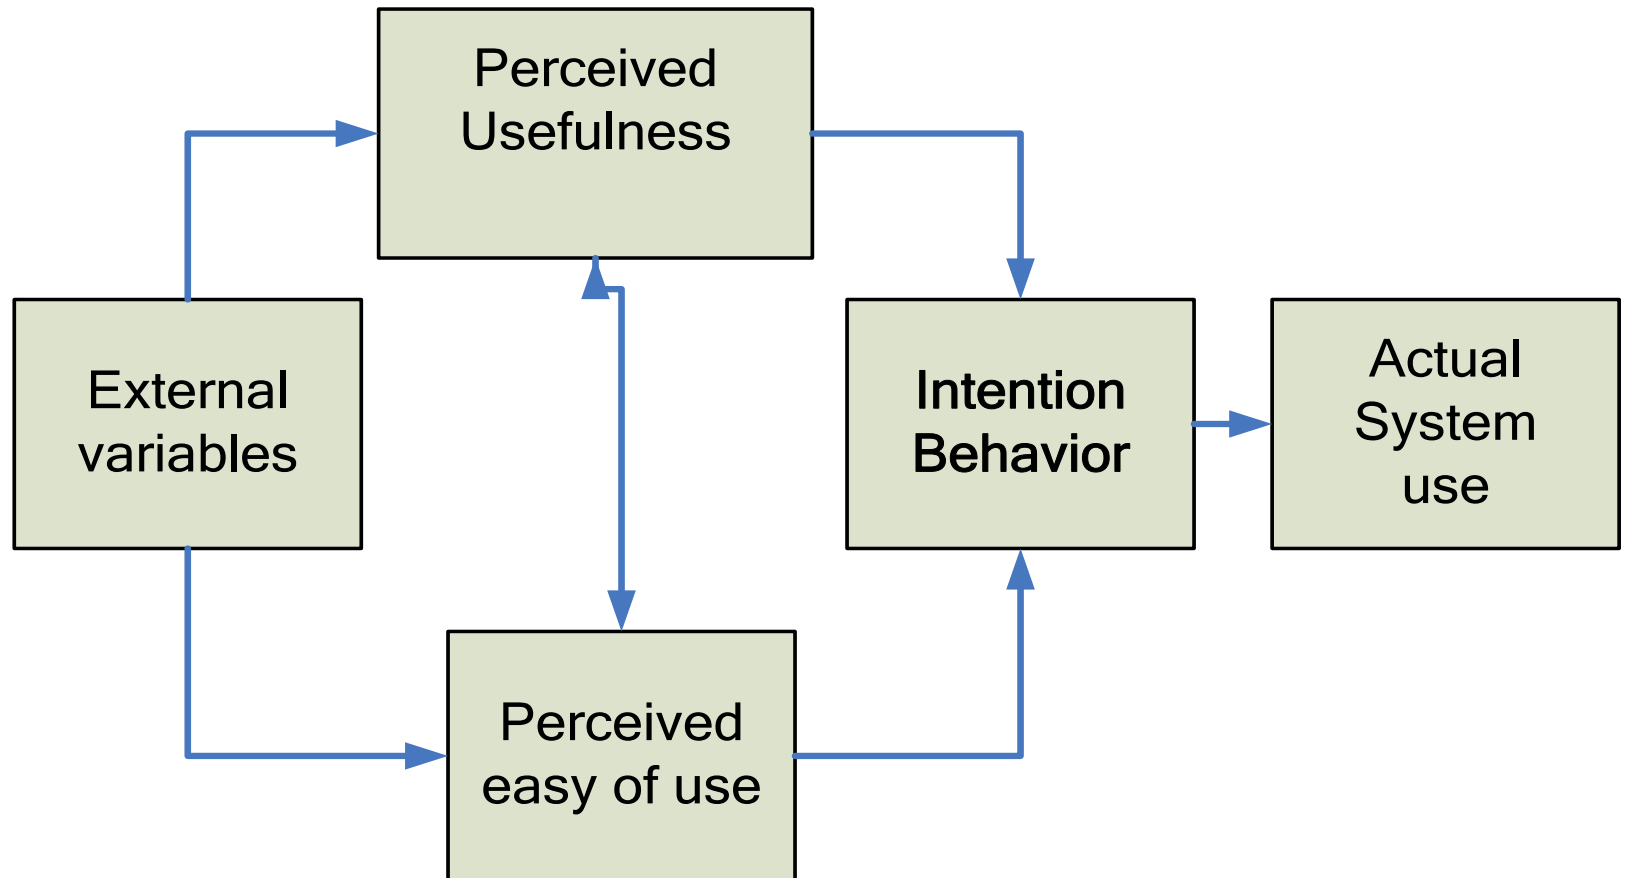 Perceived
Usefulness
External
variables
Intention
Behavior
Actual
System
use
Perceived
easy of use